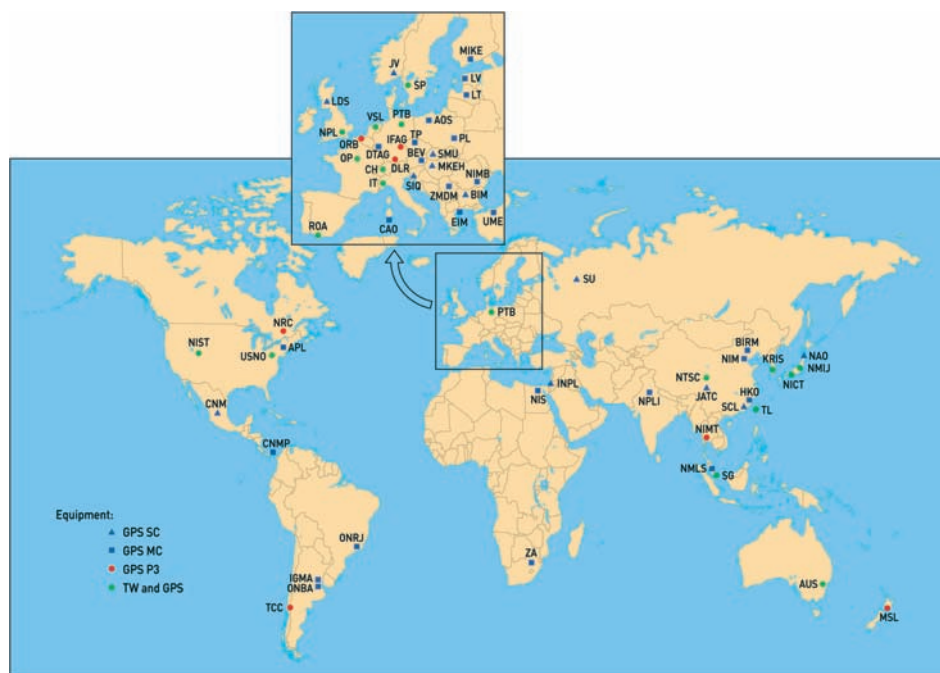 MIKE
JV
LV
SP
LT
LDS
VSL
PTB
AOS
NPL
TP
IFAG
PL
ORB
BEV
OP
DTAG
SMU
CH
DLR
MKEH
NIMB
IT
SIQ
ZMDM
BIM
ROA
CAO
EIM
UME
SU
PTB
NRC
NIST
APL
USNO
BIRM
NAO
NIM
KRIS
NMIJ
NTSC
NICT
INPL
CNM
NIS
NPLI
JATC
HKO
SCL
TL
CNMP
NIMT
NMLS
SG
Equipment:
GPS SC
GPS MC
GPS P3
TW and GPS
ONRJ
ZA
IGMA
ONBA
AUS
TCC
MSL